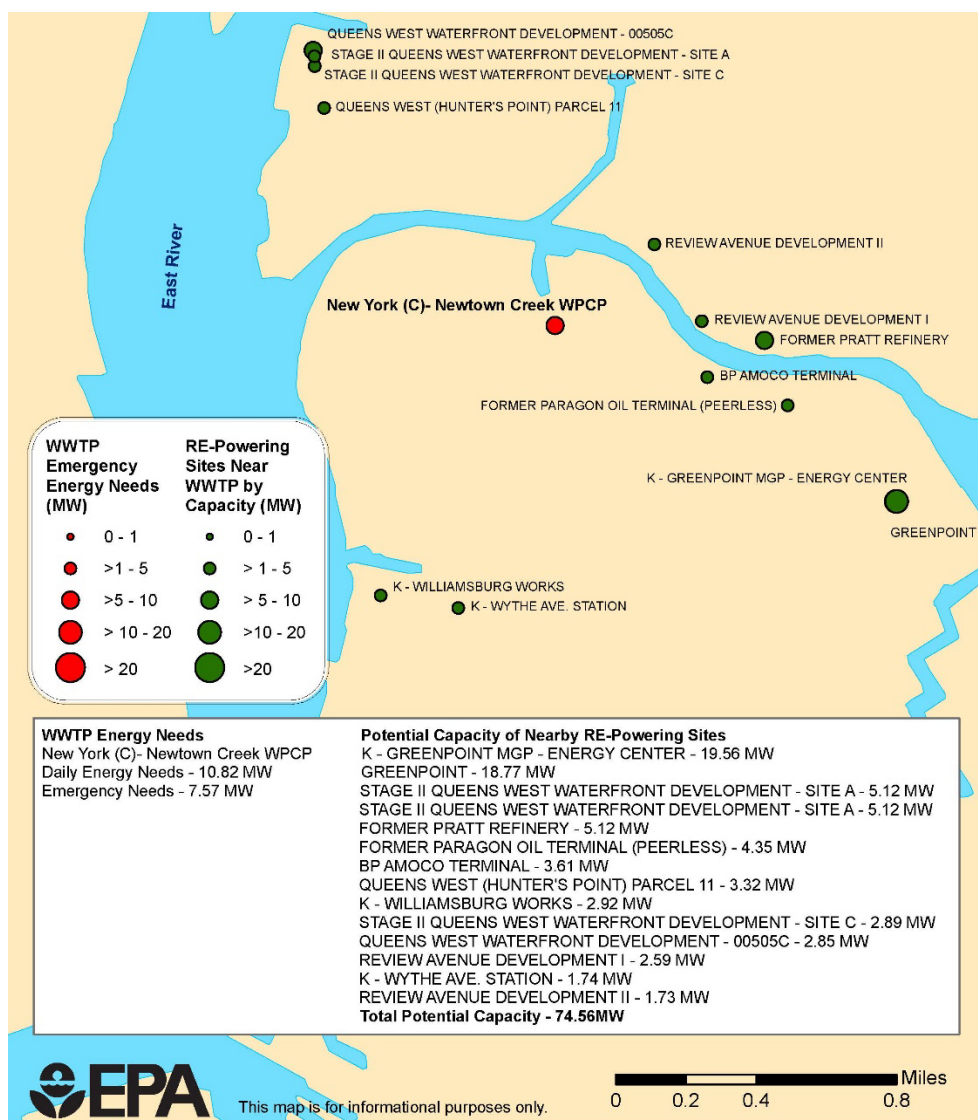 QUEENS WEST WATERFRONT DEVELOPMENT - 00505C
STAGE II QUEENS WEST WATERFRONT DEVELOPMENT - SITE A
STAGE II QUEENS WEST WATERFRONT DEVELOPMENT - SITE C
QUEENS WEST (HUNTER'S POINT) PARCEL 11
East River
REVIEW AVENUE DEVELOPMENT II
New York (C)- Newtown Creek WPCP
REVIEW AVENUE DEVELOPMENT I
FORMER PRATT REFINERY
BP AMOCO TERMINAL
FORMER PARAGON OIL TERMINAL (PEERLESS)
K - GREENPOINT MGP - ENERGY CENTER
GREENPOINT
K - WILLIAMSBURG WORKS
K - WYTHE AVE. STATION
WWTP
Emergency
Energy Needs
(MW)
0 - 1
>1 - 5
>5 - 10
> 10 - 20
> 20
RE-Powering
Sites Near
WWTP by
Capacity (MW)
0 - 1
> 1 - 5
> 5 - 10
>10 - 20
>20
WWTP Energy Needs
New York (C)- Newtown Creek WPCP
Daily Energy Needs - 10.82 MW
Emergency Needs - 7.57 MW
Potential Capacity of Nearby RE-Powering Sites
K - GREENPOINT MGP - ENERGY CENTER - 19.56 MW
GREENPOINT - 18.77 MW
STAGE II QUEENS WEST WATERFRONT DEVELOPMENT - SITE A - 5.12 MW
STAGE II QUEENS WEST WATERFRONT DEVELOPMENT - SITE A - 5.12 MW
FORMER PRATT REFINERY - 5.12 MW
FORMER PARAGON OIL TERMINAL (PEERLESS) - 4.35 MW
BP AMOCO TERMINAL - 3.61 MW
QUEENS WEST (HUNTER'S POINT) PARCEL 11 - 3.32 MW
K - WILLIAMSBURG WORKS - 2.92 MW
STAGE II QUEENS WEST WATERFRONT DEVELOPMENT - SITE C - 2.89 MW
QUEENS WEST WATERFRONT DEVELOPMENT - 00505C - 2.85 MW
REVIEW AVENUE DEVELOPMENT I - 2.59 MW
K - WYTHE AVE. STATION - 1.74 MW
REVIEW AVENUE DEVELOPMENT II - 1.73 MW
Total Potential Capacity - 74.56MW
EPA
This map is for informational purposes only.
Miles
0 0.2 0.4 0.8